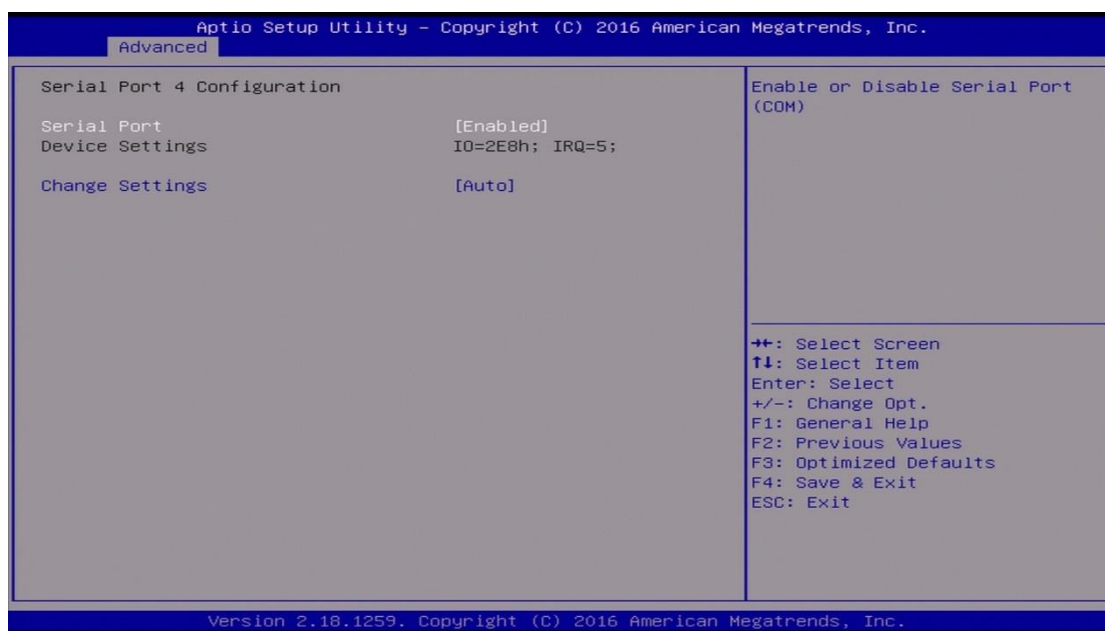 Aptio Setup Utility – Copyright (C) 2016 American Megatrends, Inc.
Advanced
Serial Port 4 Configuration
Serial Port [Enabled]
Device Settings IO=2E8h; IRQ=5;
Change Settings [Auto]
Enable or Disable Serial Port
(COM)
→←: Select Screen
↑↓: Select Item
Enter: Select
+/-: Change Opt.
F1: General Help
F2: Previous Values
F3: Optimized Defaults
F4: Save & Exit
ESC: Exit
Version 2.18.1259. Copyright (C) 2016 American Megatrends, Inc.